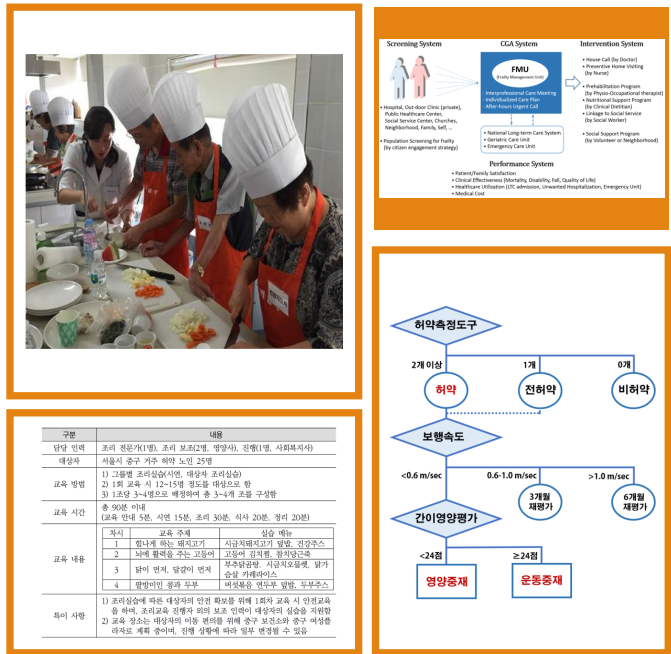 Screening System
CGA System
Intervention System
FMU
(Frailty Management Unit)
Interprofessional Care Meeting
Individualized Care Plan
After-hours Urgent Call
• House Call (by Doctor)
• Preventive Home Visiting
(by Nurse)
• Prehabilitation Program
(by Physio-Occupational therapist)
• Nutritional Support Program
(by Clinical Dietitian)
• Linkage to Social Service
(by Social Worker)
• Social Support Program
(by Volunteer or Neighborhood)
• Hospital, Out-door Clinic (private),
Public Healthcare Center,
Social Service Center, Churches,
Neighborhood, Family, Self, ...
• Population Screening for Frailty
(by citizen engagement strategy)
• National Long-term Care System
• Geriatric Care Unit
• Emergency Care Unit
Performance System
• Patient/Family Satisfaction
• Clinical Effectiveness (Mortality, Disability, Fall, Quality of Life)
• Healthcare Utilization (LTC admission, Unwanted Hospitalization, Emergency Unit)
• Medical Cost
허약측정도구
2개 이상
1개
0개
허약
전허약
비허약
보행속도
<0.6 m/sec
0.6-1.0 m/sec
>1.0 m/sec
3개월
재평가
6개월
재평가
간이영양평가
<24점
≥24점
영양중재
운동중재
구분 내용
담당 인력 조리 전문가(1명), 조리 보조(2명, 영양사), 진행(1명, 사회복지사)
대상자 서울시 중구 거주 허약 노인 25명
교육 방법
1) 그룹별 조리실습(시연, 대상자 조리실습)
2) 1회 교육 시 12~15명 정도를 대상으로 함
3) 1조당 3~4명으로 배정하여 총 3~4개 조를 구성함
교육 시간
총 90분 이내
(교육 안내 5분, 시연 15분, 조리 30분, 식사 20분, 정리 20분)
교육 내용
차시 교육 주제 실습 메뉴
1 힘나게 하는 돼지고기 시금치돼지고기 덮밥, 건강주스
2 뇌에 활력을 주는 고등어 고등어 김치찜, 참치당근죽
3 닭이 먼저, 달걀이 먼저 부추닭곰탕, 시금치오믈렛, 닭가
습살 카레라이스
4 팔방미인 콩과 두부 버섯볶음 연두부 덮밥, 두부주스
특이 사항
1) 조리실습에 따른 대상자의 안전 확보를 위해 1회차 교육 시 안전교육
을 하며, 조리교육 진행자 외의 보조 인력이 대상자의 실습을 지원함
2) 교육 장소는 대상자의 이동 편의를 위해 중구 보건소와 중구 여성플
라자로 계획 중이며, 진행 상황에 따라 일부 변경될 수 있음